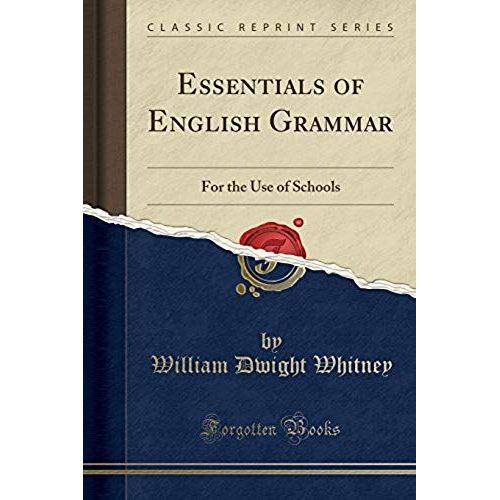 CLASSIC REPRINT SERIES
ESSENTIALS OF
ENGLISH GRAMMAR
For the Use of Schools
by
William Dwight Whitney
Forgotten Books